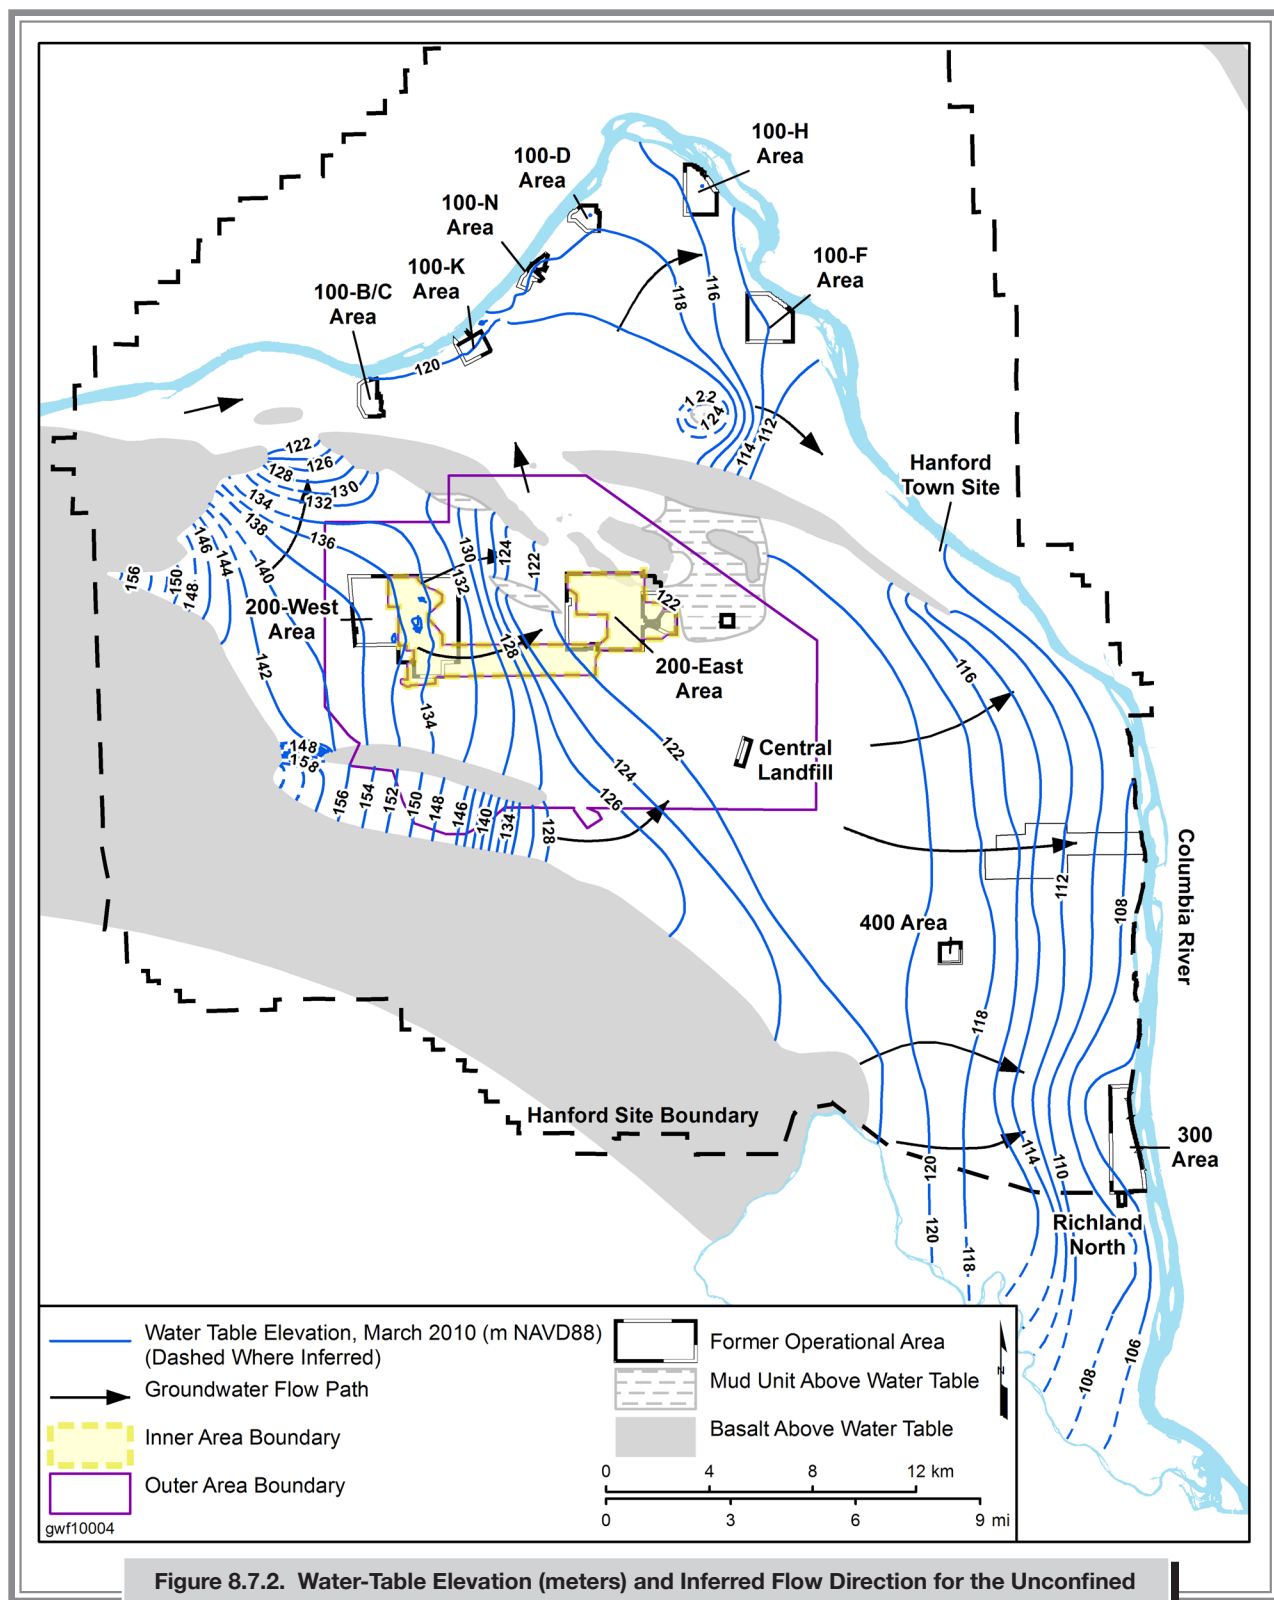 100-H
Area
100-D
Area
100-N
Area
100-K
Area
100-F
Area
100-B/C
Area
118
116
120
122
124
112
114
Hanford
Town Site
122
126
128
130
132
134
138
136
146
144
140
150
148
156
130
132
124
122
122
200-West
Area
128
200-East
Area
142
134
116
148
158
122
124
126
Central
Landfill
156
154
152
150
148
146
140
134
128
Columbia River
112
108
400 Area
118
Hanford Site Boundary
300
Area
114
110
120
120
118
Richland
North
108
106
Water Table Elevation, March 2010 (m NAVD88)
(Dashed Where Inferred)
Groundwater Flow Path
Inner Area Boundary
Outer Area Boundary
gwf10004
Former Operational Area
Mud Unit Above Water Table
Basalt Above Water Table
N
0 4 8 12 km
0 3 6 9 mi
Figure 8.7.2. Water-Table Elevation (meters) and Inferred Flow Direction for the Unconfined